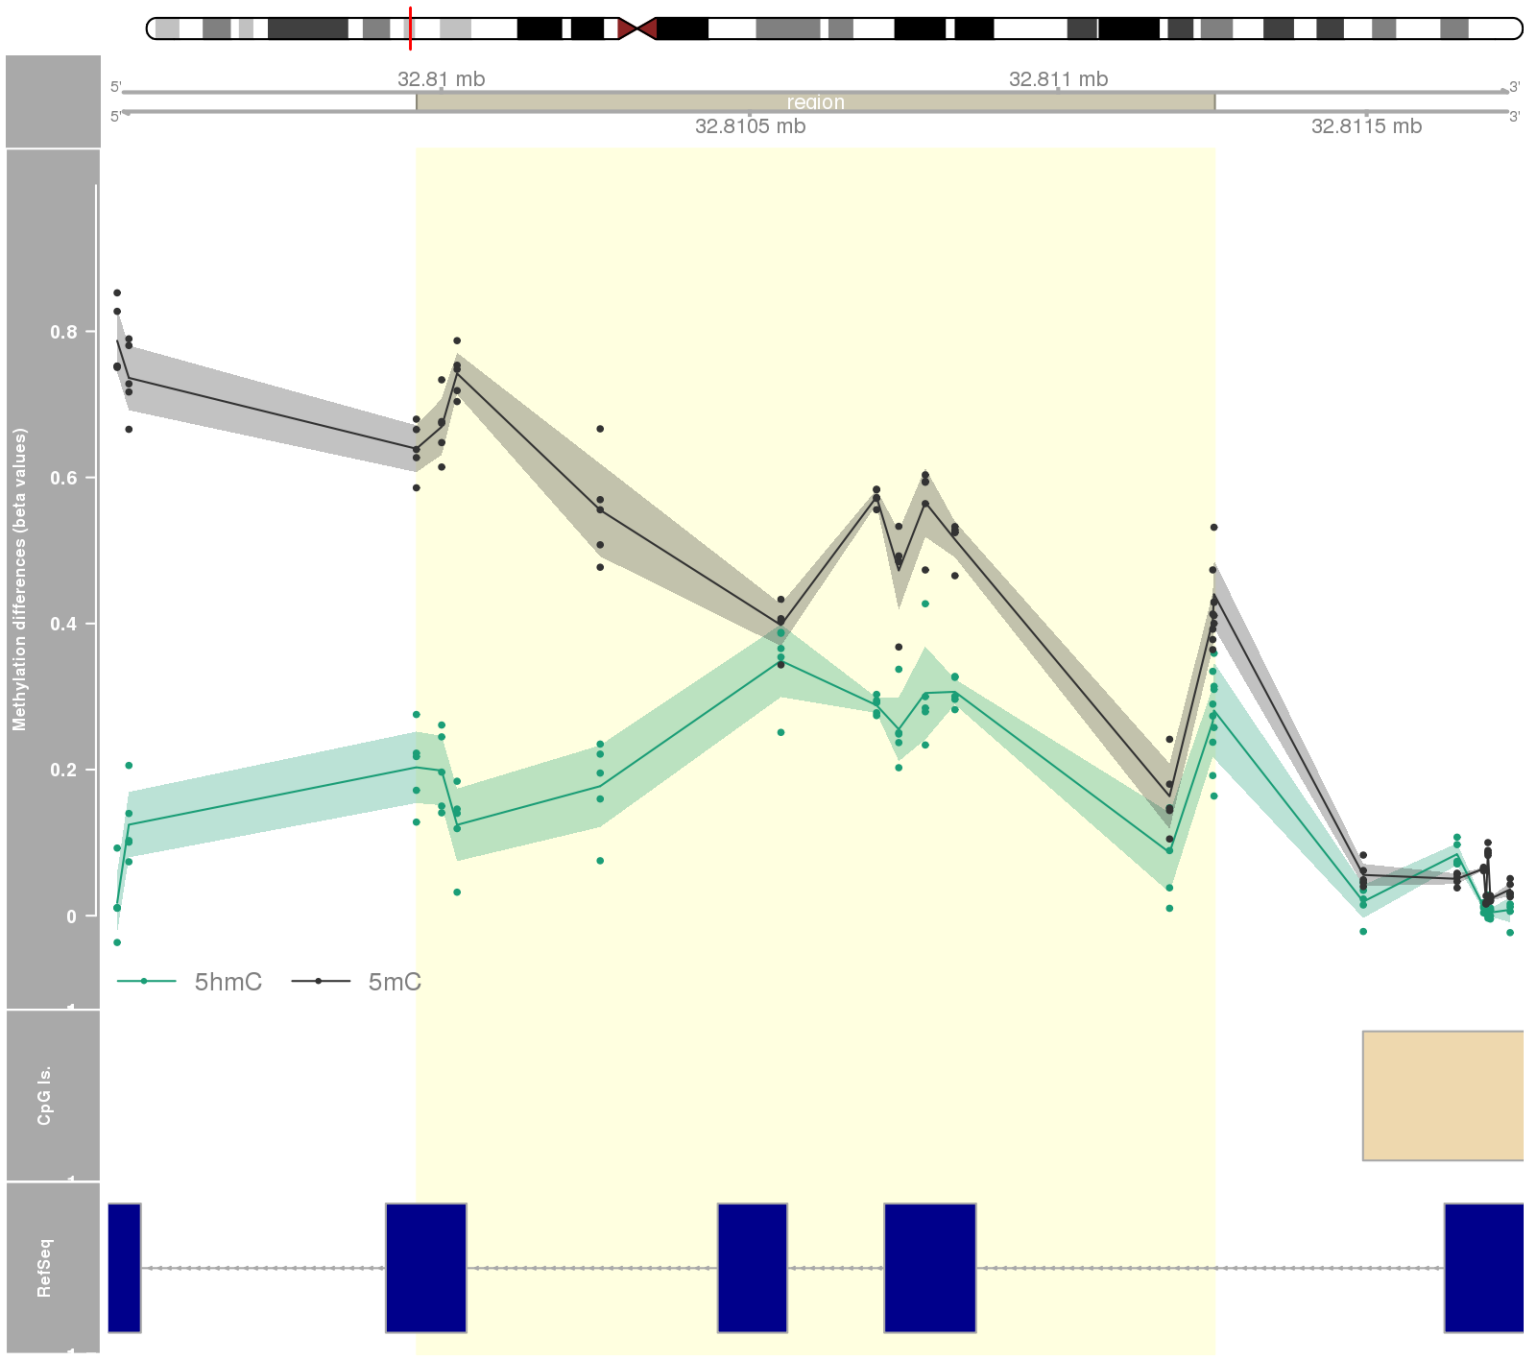 32.81 mb
32.811 mb
5'
3'
region
5'
3'
32.8105 mb
32.8115 mb
Methylation differences (beta values)
0.8
0.6
0.4
0.2
0
5hmC
5mC
CpG Is.
RefSeq